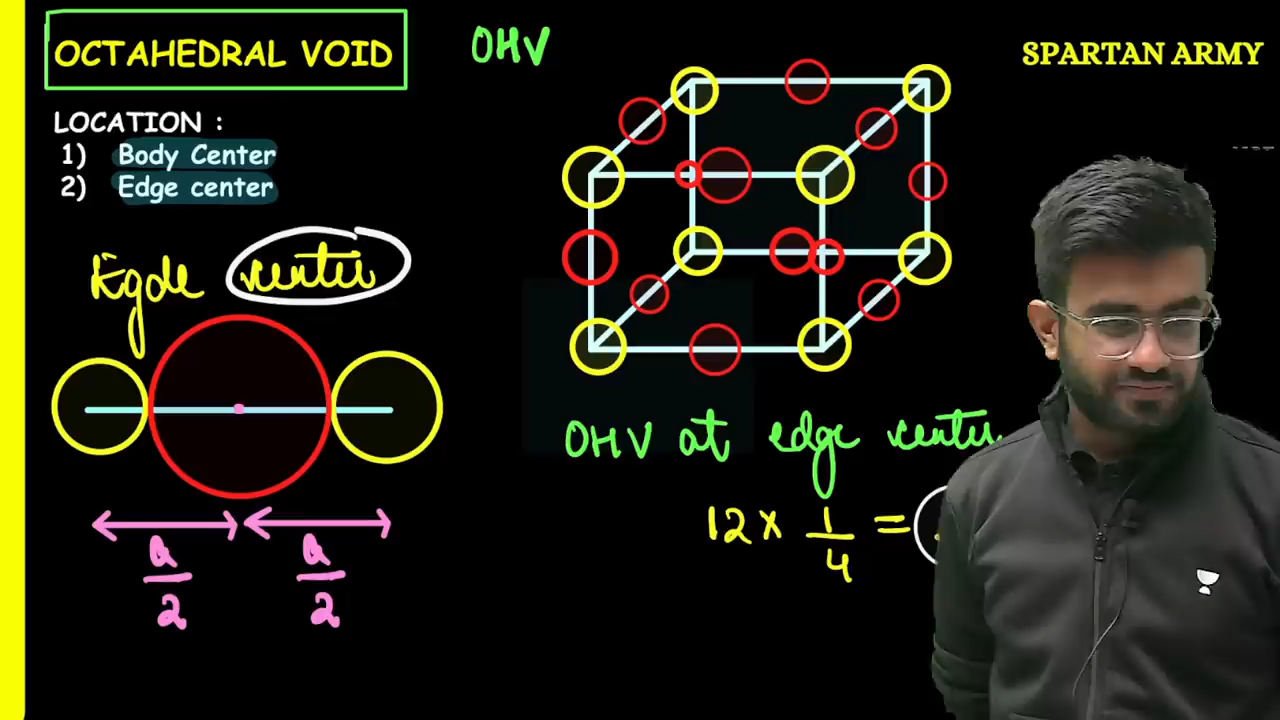 OCTAHEDRAL VOID
OHV
SPARTAN ARMY
LOCATION :
1) Body Center
2) Edge center
Egde center
OHV at edge center
12 x 1/4 =
a/2 a/2